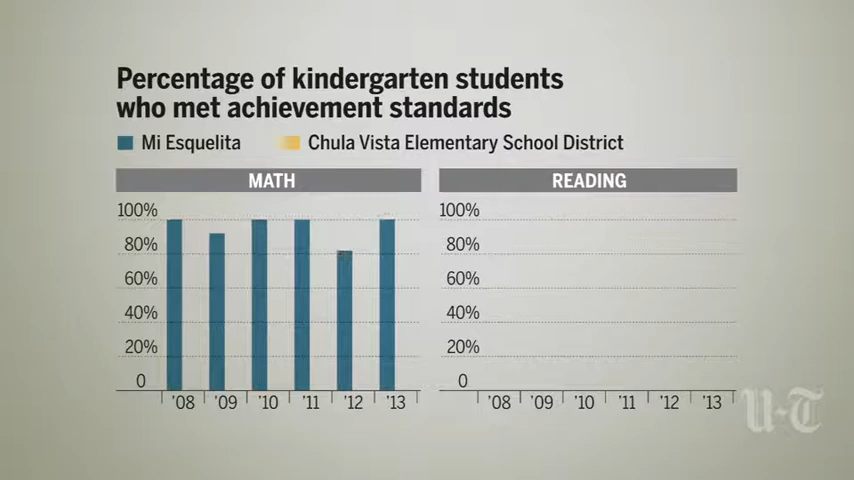 Percentage of kindergarten students
who met achievement standards
Mi Esquelita
Chula Vista Elementary School District
MATH
100%
80%
60%
40%
20%
0
'08 '09 '10 '11 '12 '13
READING
100%
80%
60%
40%
20%
0
'08 '09 '10 '11 '12 '13
U-T